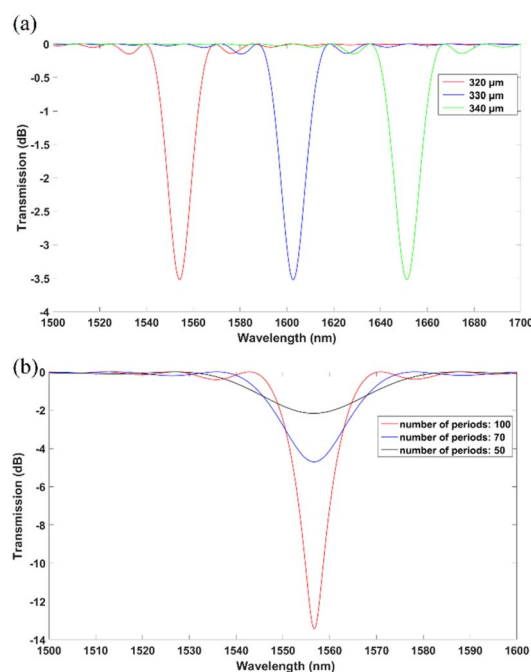 (a)
0
-0.5
-1
-1.5
-2
-2.5
-3
-3.5
-4
Transmission (dB)
320 μm
330 μm
340 μm
1500 1520 1540 1560 1580 1600 1620 1640 1660 1680 1700
Wavelength (nm)
(b)
0
-2
-4
-6
-8
-10
-12
-14
Transmission (dB)
number of periods: 100
number of periods: 70
number of periods: 50
1500 1510 1520 1530 1540 1550 1560 1570 1580 1590 1600
Wavelength (nm)